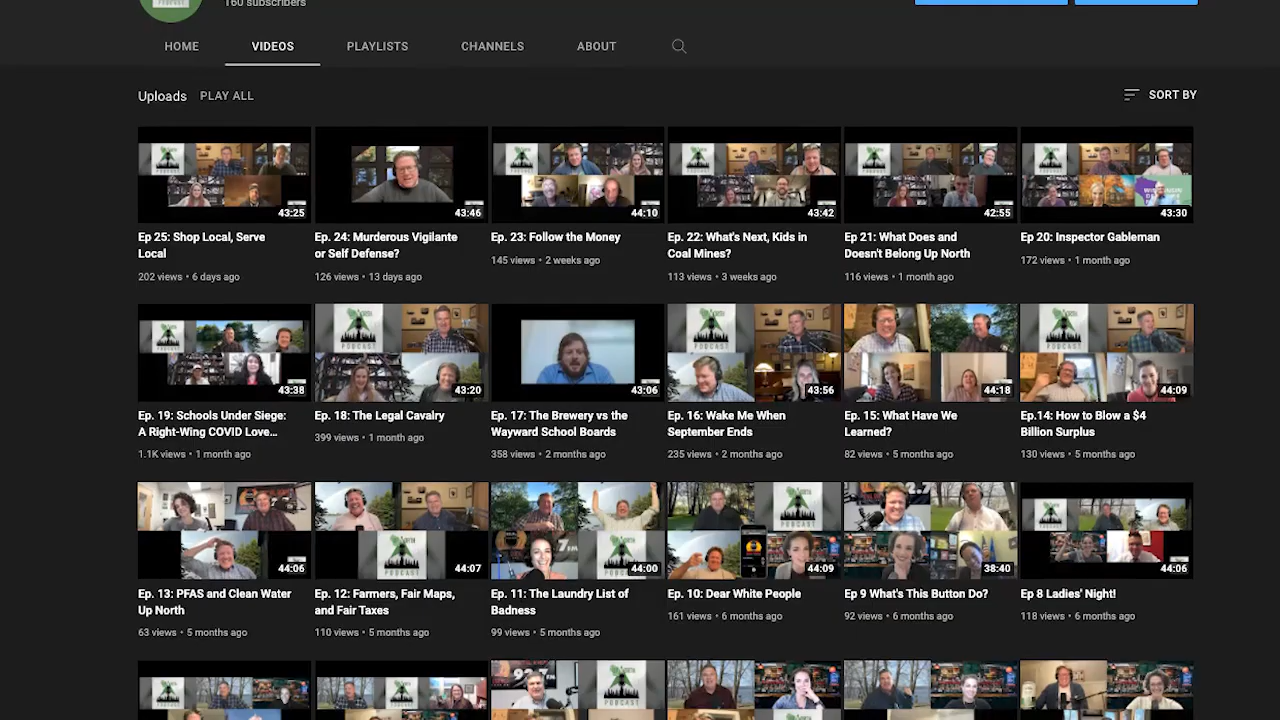 160 subscribers
HOME VIDEOS PLAYLISTS CHANNELS ABOUT
Uploads PLAY ALL SORT BY
43:25 43:46 44:10 43:42 42:55 43:30
Ep 25: Shop Local, Serve Local
202 views • 6 days ago
Ep. 24: Murderous Vigilante or Self Defense?
126 views • 13 days ago
Ep. 23: Follow the Money
145 views • 2 weeks ago
Ep. 22: What's Next, Kids in Coal Mines?
113 views • 3 weeks ago
Ep 21: What Does and Doesn't Belong Up North
116 views • 1 month ago
Ep 20: Inspector Gableman
172 views • 1 month ago
PODCAST PODCAST
43:38 43:20 43:06 43:56 44:18 44:09
Ep. 19: Schools Under Siege: A Right-Wing COVID Love...
1.1K views • 1 month ago
Ep. 18: The Legal Cavalry
399 views • 1 month ago
Ep. 17: The Brewery vs the Wayward School Boards
358 views • 2 months ago
Ep. 16: Wake Me When September Ends
235 views • 2 months ago
Ep. 15: What Have We Learned?
82 views • 5 months ago
Ep.14: How to Blow a $4 Billion Surplus
130 views • 5 months ago
PODCAST
44:06 44:07 44:00 44:09 38:40 44:06
Ep. 13: PFAS and Clean Water Up North
63 views • 5 months ago
Ep. 12: Farmers, Fair Maps, and Fair Taxes
110 views • 5 months ago
Ep. 11: The Laundry List of Badness
99 views • 5 months ago
Ep. 10: Dear White People
161 views • 6 months ago
Ep 9 What's This Button Do?
92 views • 6 months ago
Ep 8 Ladies' Night!
118 views • 6 months ago